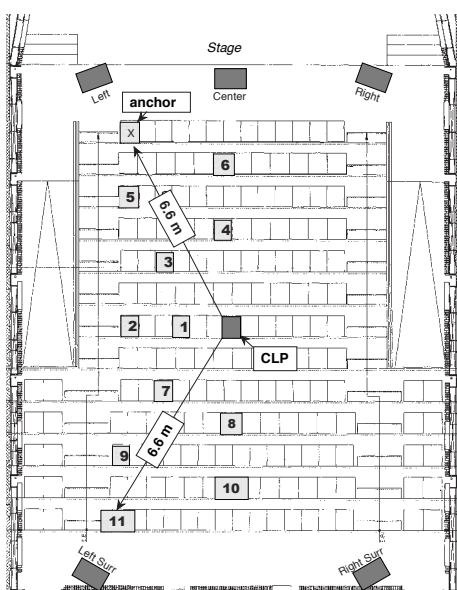 Stage
Left
Center
Right
anchor
X
6
5
6.6 m
4
3
2
1
CLP
7
8
6.6 m
9
10
11
Left Surr
Right Surr